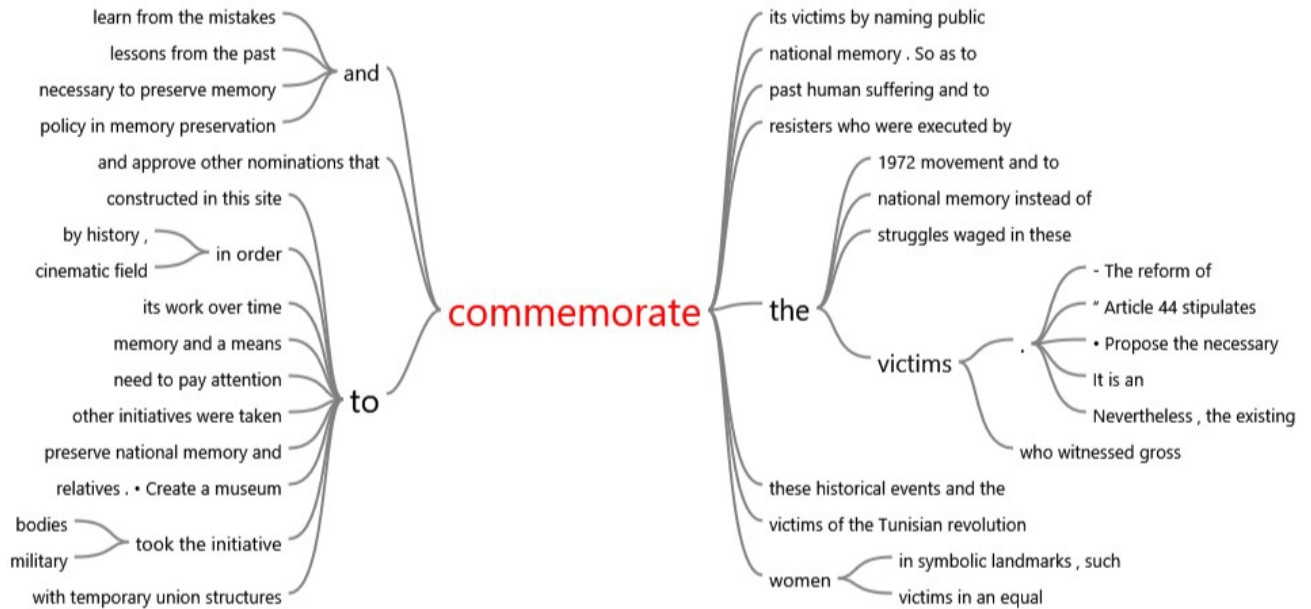 learn from the mistakes
lessons from the past
necessary to preserve memory
policy in memory preservation
and
and approve other nominations that
constructed in this site
by history ,
cinematic field
in order
its work over time
memory and a means
need to pay attention
other initiatives were taken
preserve national memory and
relatives . • Create a museum
bodies
military
took the initiative
with temporary union structures
to
commemorate
its victims by naming public
national memory . So as to
past human suffering and to
resisters who were executed by
the
1972 movement and to
national memory instead of
struggles waged in these
victims
.
- The reform of
" Article 44 stipulates
• Propose the necessary
It is an
Nevertheless , the existing
who witnessed gross
these historical events and the
victims of the Tunisian revolution
women
in symbolic landmarks , such
victims in an equal